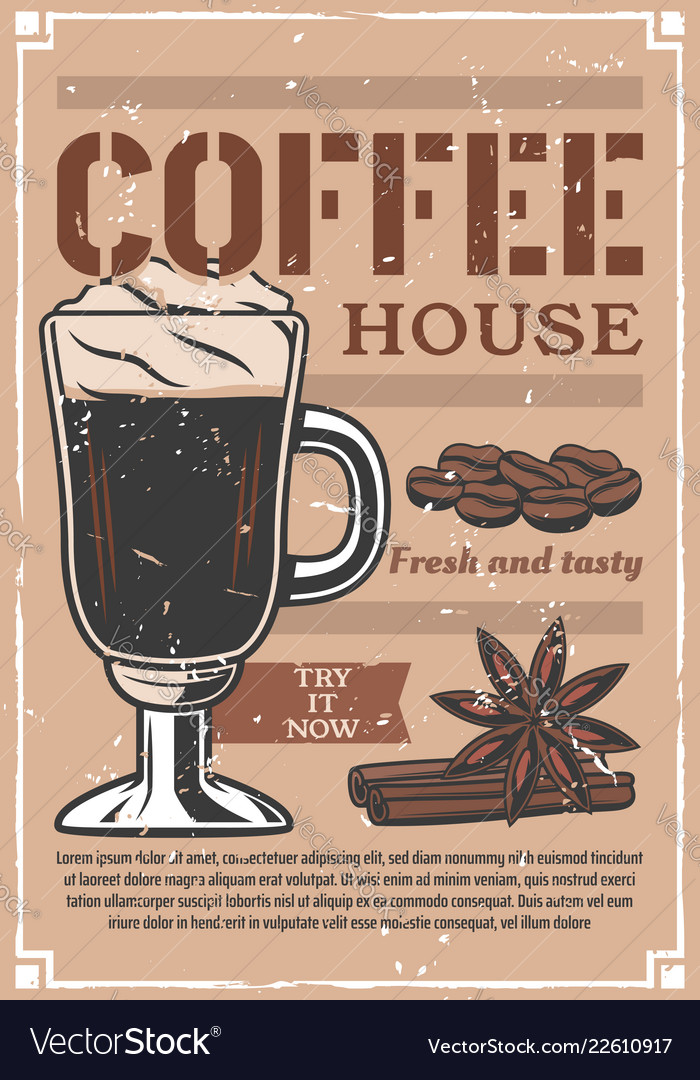 COFFEE
HOUSE
Fresh and tasty
TRY
IT
NOW
Lorem ipsum dolor sit amet, consectetuer adipiscing elit, sed diam nonummy nibh euismod tincidunt
ut laoreet dolore magna aliquam erat volutpat. Ut wisi enim ad minim veniam, quis nostrud exerci
tation ullamcorper suscipit lobortis nisl ut aliquip ex ea commodo consequat. Duis autem vel eum
iriure dolor in hendrerit in vulputate velit esse molestie consequat, vel illum dolore
VectorStock®
VectorStock.com/22610917